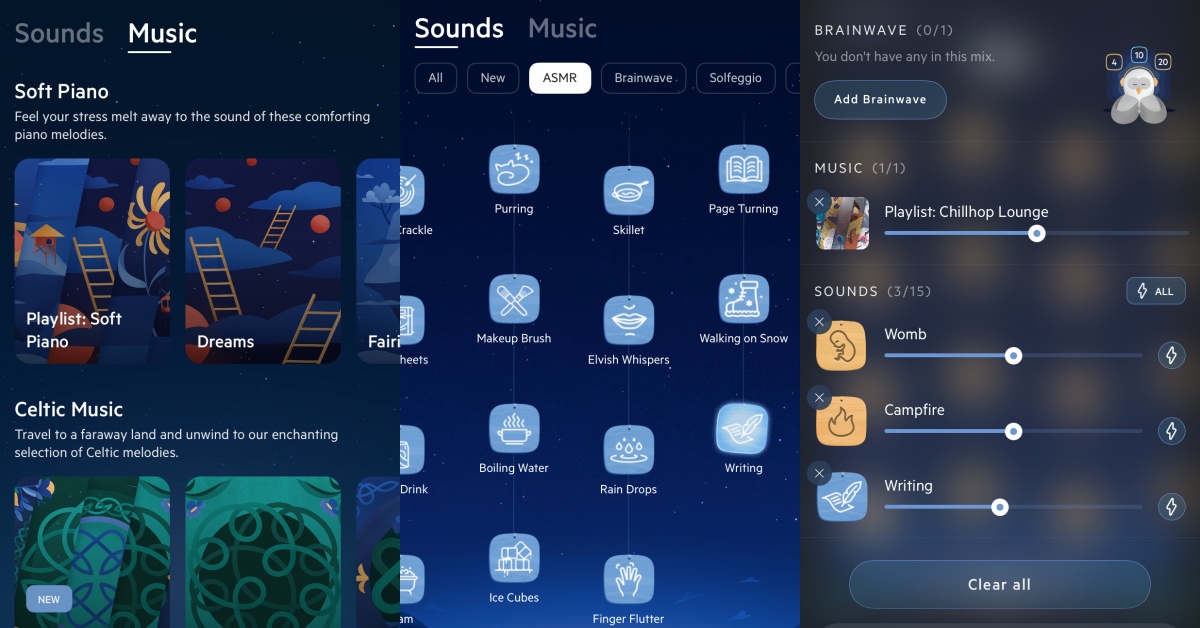 Sounds Music
Soft Piano
Feel your stress melt away to the sound of these comforting
piano melodies.
Playlist: Soft
Piano
Dreams
Fairi
Celtic Music
Travel to a faraway land and unwind to our enchanting
selection of Celtic melodies.
NEW
Sounds Music
All New ASMR Brainwave Solfeggio
Crackle
Purring
Skillet
Page Turning
heets
Makeup Brush
Elvish Whispers
Walking on Snow
Drink
Boiling Water
Rain Drops
Writing
am
Ice Cubes
Finger Flutter
BRAINWAVE (0/1)
You don't have any in this mix.
Add Brainwave
4 10 20
MUSIC (1/1)
Playlist: Chillhop Lounge
SOUNDS (3/15)
ALL
Womb
Campfire
Writing
Clear all